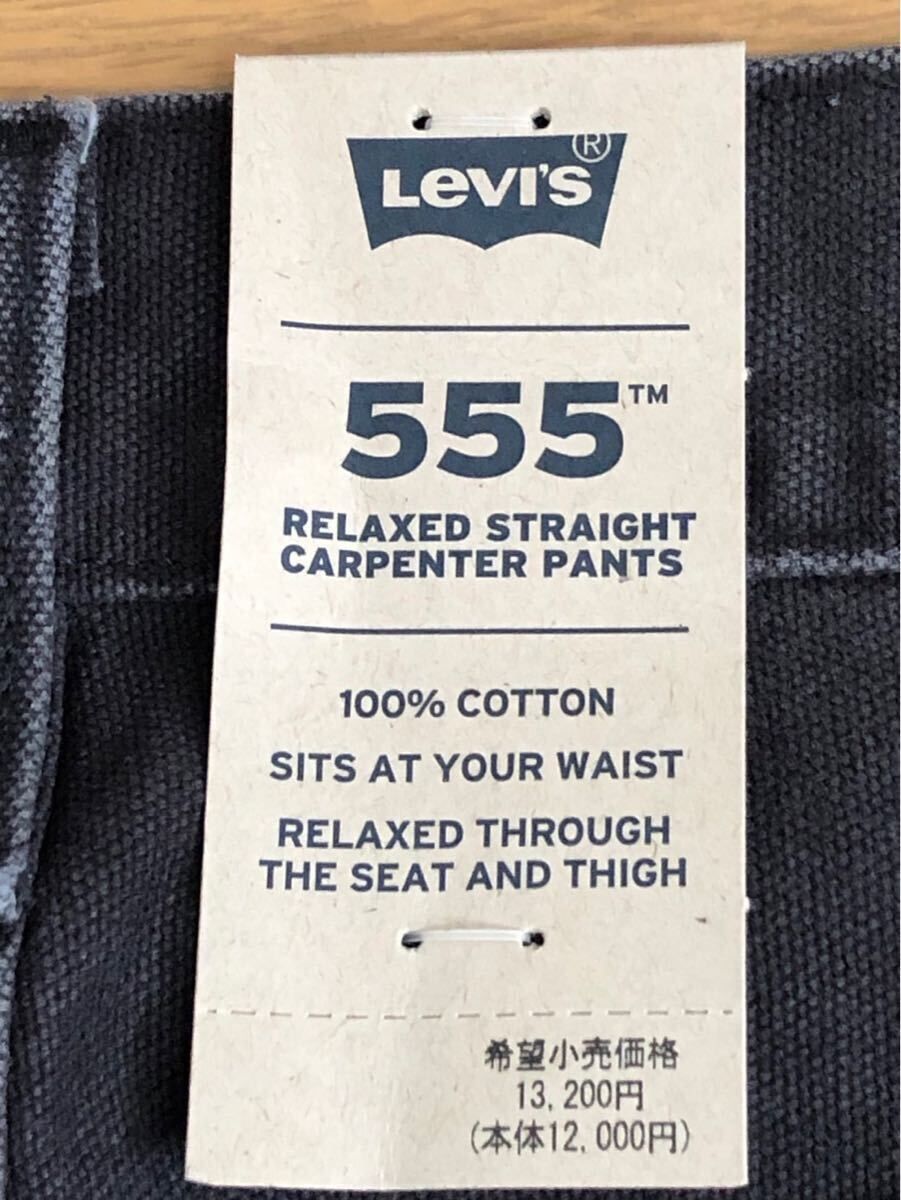 LEVI'S®
555™
RELAXED STRAIGHT
CARPENTER PANTS
100% COTTON
SITS AT YOUR WAIST
RELAXED THROUGH
THE SEAT AND THIGH
希望小売価格
13,200円
(本体12,000円)